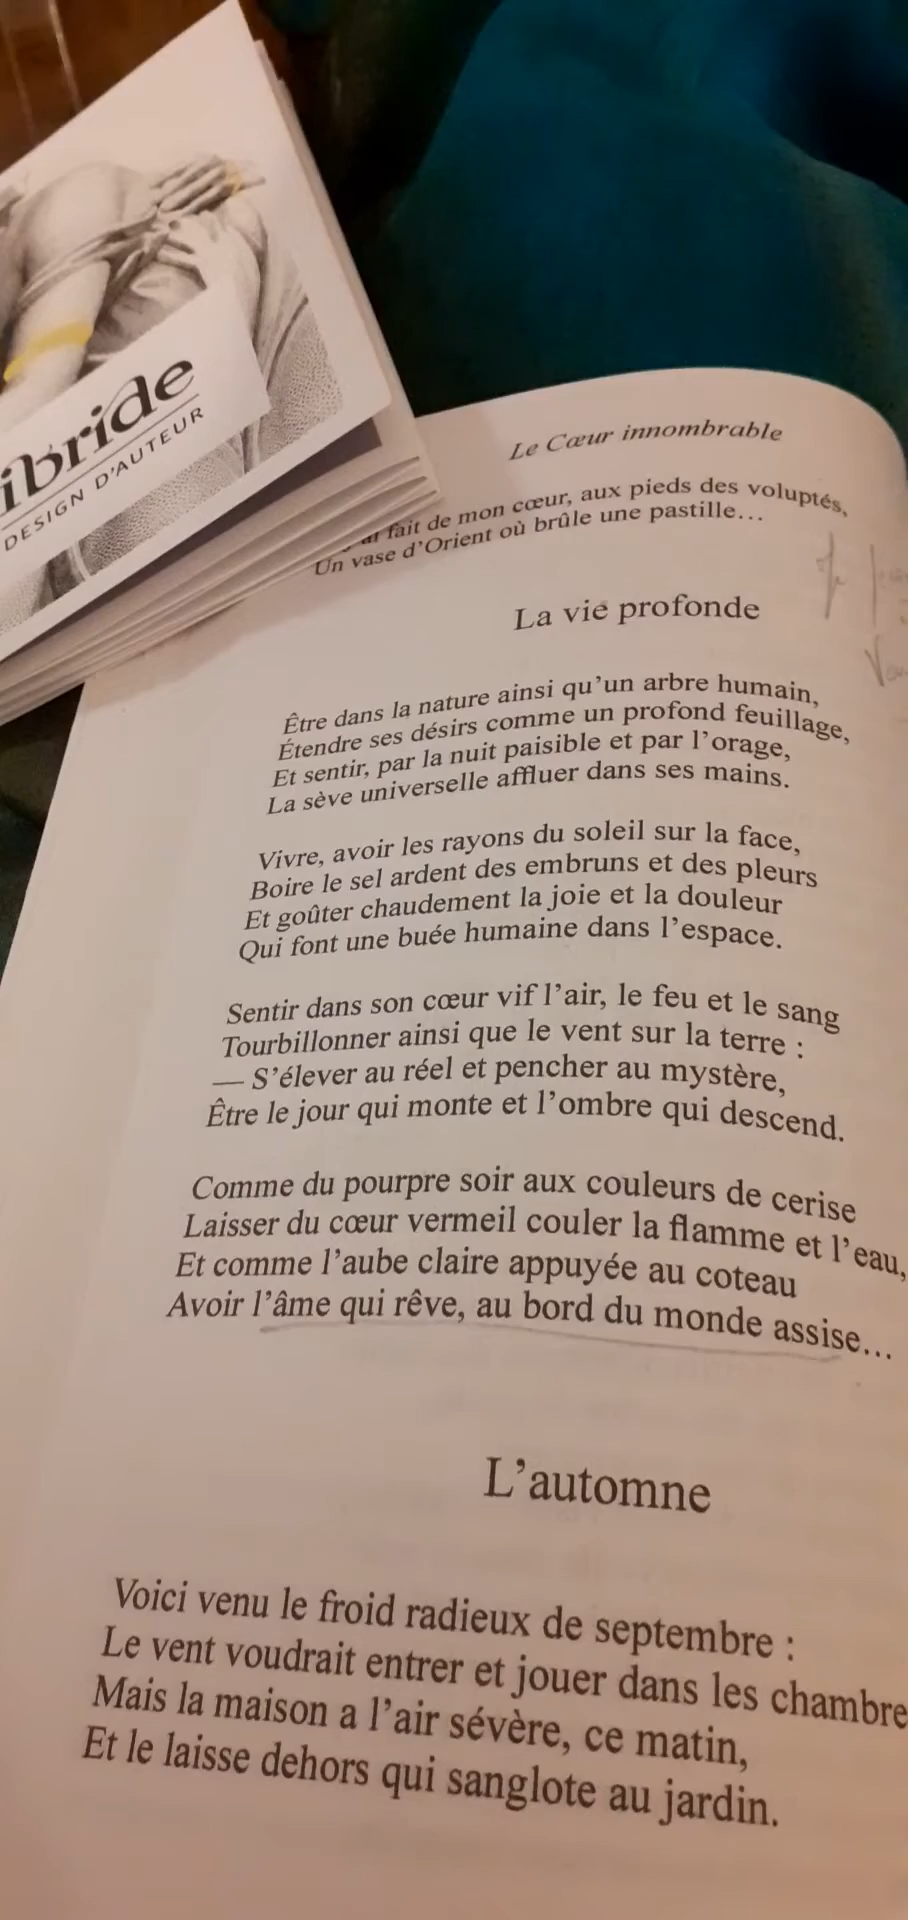 ibride
DESIGN D'AUTEUR
Le Cœur innombrable
fait de mon cœur, aux pieds des voluptés,
Un vase d'Orient où brûle une pastille...
La vie profonde
Être dans la nature ainsi qu'un arbre humain,
Étendre ses désirs comme un profond feuillage,
Et sentir, par la nuit paisible et par l'orage,
La sève universelle affluer dans ses mains.
Vivre, avoir les rayons du soleil sur la face,
Boire le sel ardent des embruns et des pleurs
Et goûter chaudement la joie et la douleur
Qui font une buée humaine dans l'espace.
Sentir dans son cœur vif l'air, le feu et le sang
Tourbillonner ainsi que le vent sur la terre :
— S'élever au réel et pencher au mystère,
Être le jour qui monte et l'ombre qui descend.
Comme du pourpre soir aux couleurs de cerise
Laisser du cœur vermeil couler la flamme et l'eau,
Et comme l'aube claire appuyée au coteau
Avoir l'âme qui rêve, au bord du monde assise...
L'automne
Voici venu le froid radieux de septembre :
Le vent voudrait entrer et jouer dans les chambre
Mais la maison a l'air sévère, ce matin,
Et le laisse dehors qui sanglote au jardin.